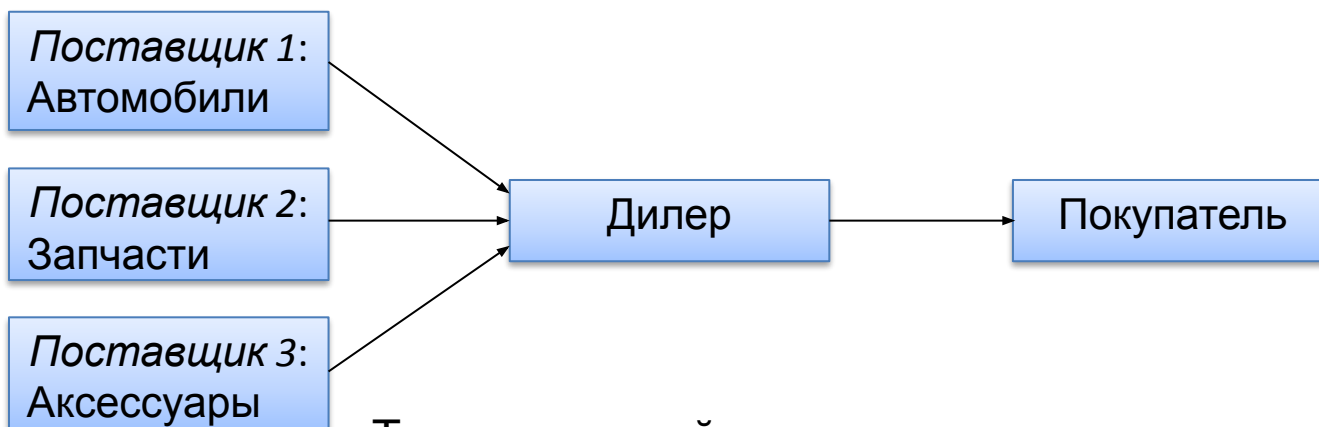 Поставщик 1:
Автомобили
Поставщик 2:
Запчасти
Дилер
Покупатель
Поставщик 3:
Аксессуары